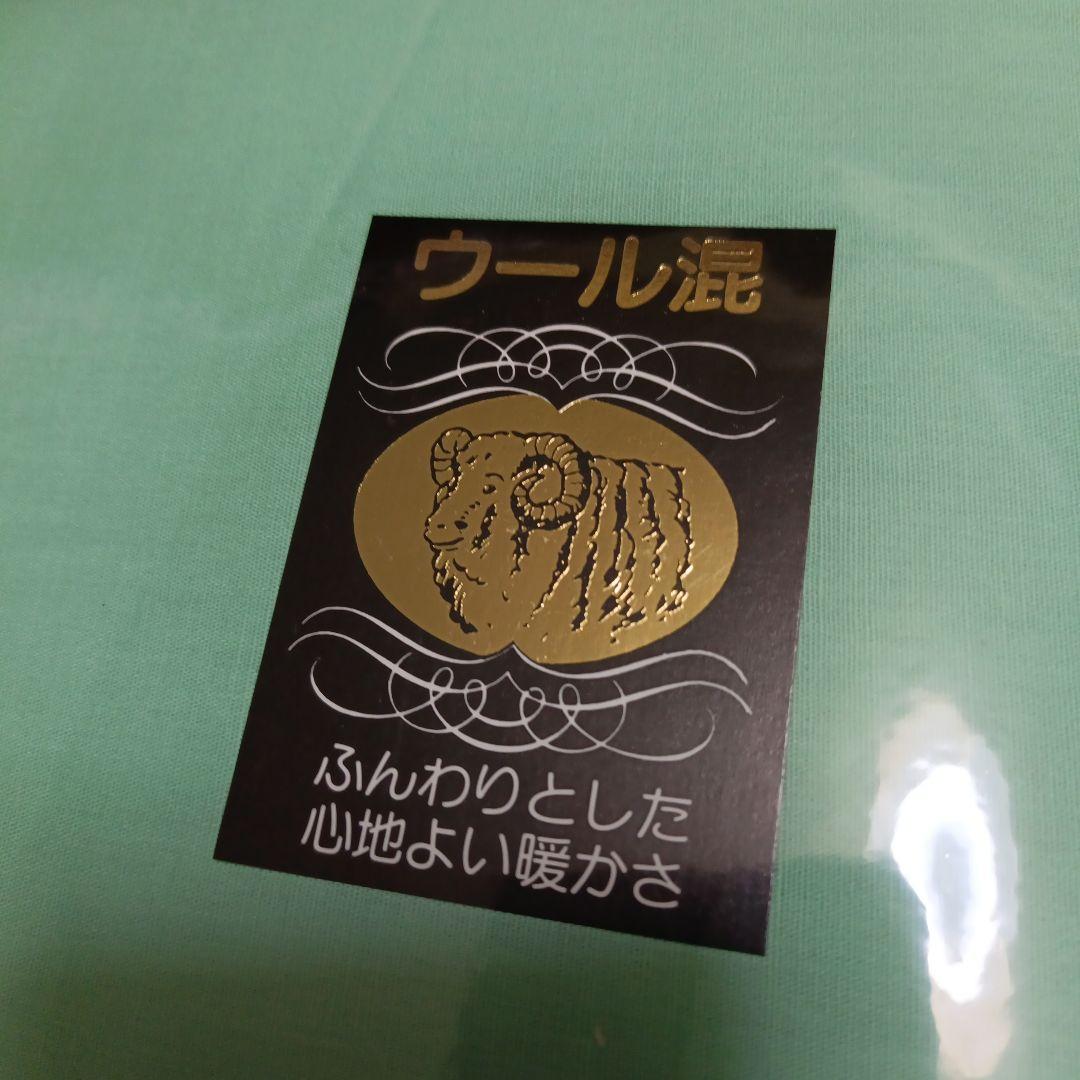 ウール混
ふんわりとした
心地よい暖かさ